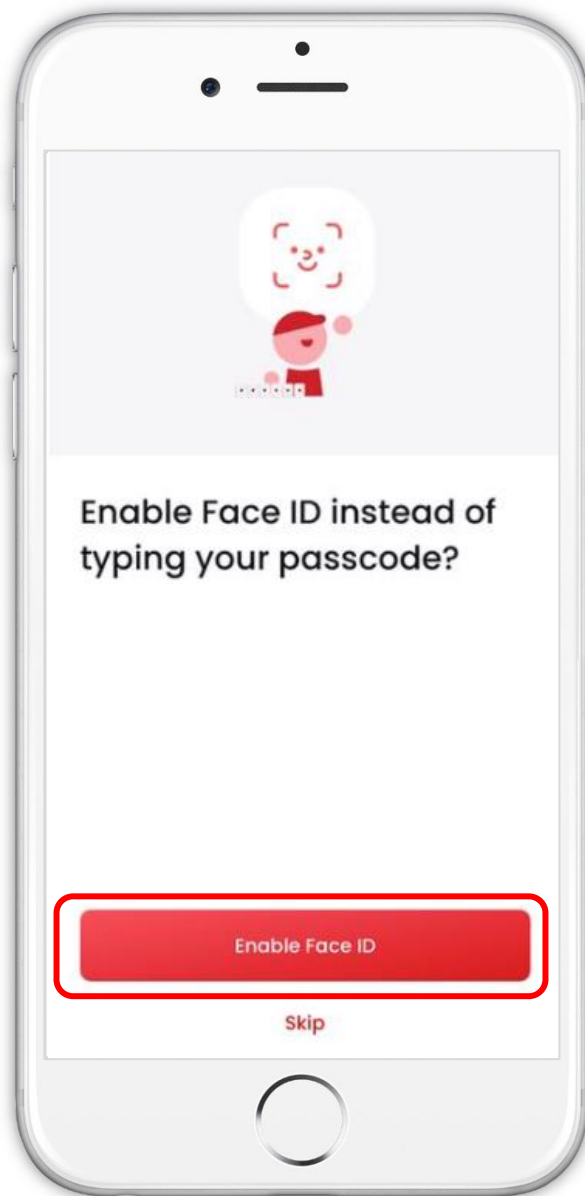 Enable Face ID instead of
typing your passcode?
Enable Face ID
Skip